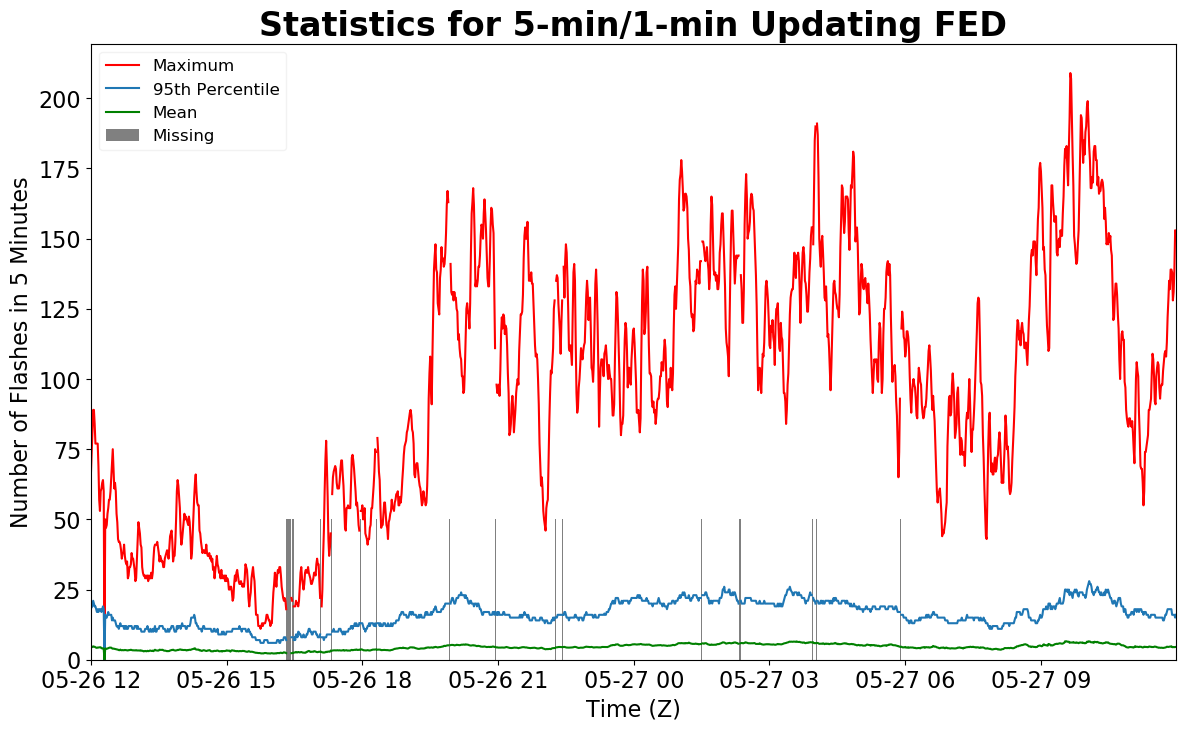 Statistics for 5-min/1-min Updating FED
Maximum
95th Percentile
Mean
Missing
Number of Flashes in 5 Minutes
200
175
150
125
100
75
50
25
0
05-26 12 05-26 15 05-26 18 05-26 21 05-27 00 05-27 03 05-27 06 05-27 09
Time (Z)